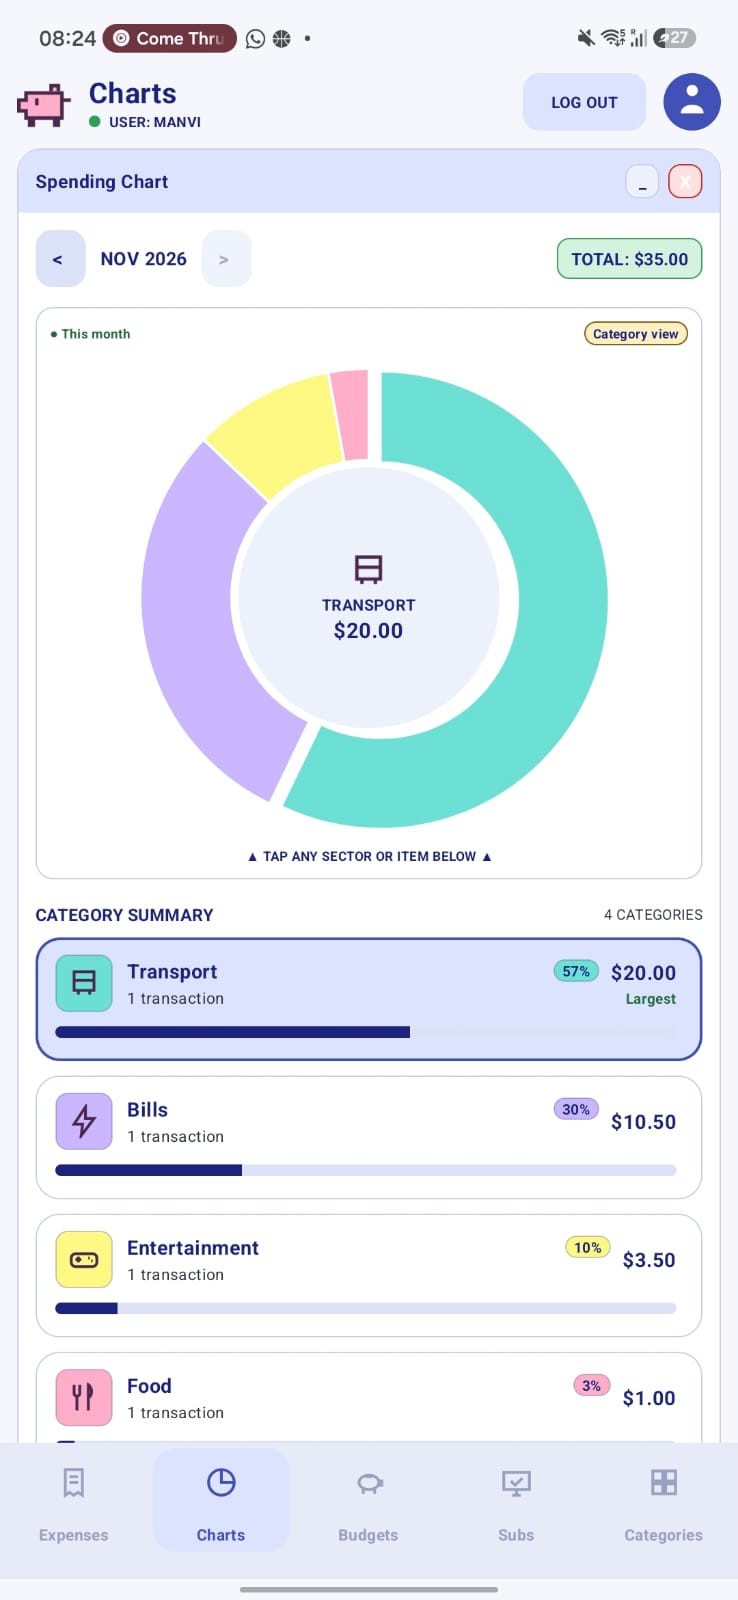 08:24 Come Thru 27
Charts
USER: MANVI
LOG OUT
Spending Chart
_ X
< NOV 2026 >
TOTAL: $35.00
● This month
Category view
TRANSPORT
$20.00
▲ TAP ANY SECTOR OR ITEM BELOW ▲
CATEGORY SUMMARY
4 CATEGORIES
Transport
57% $20.00
1 transaction
Largest
Bills
30% $10.50
1 transaction
Entertainment
10% $3.50
1 transaction
Food
3% $1.00
1 transaction
Expenses Charts Budgets Subs Categories